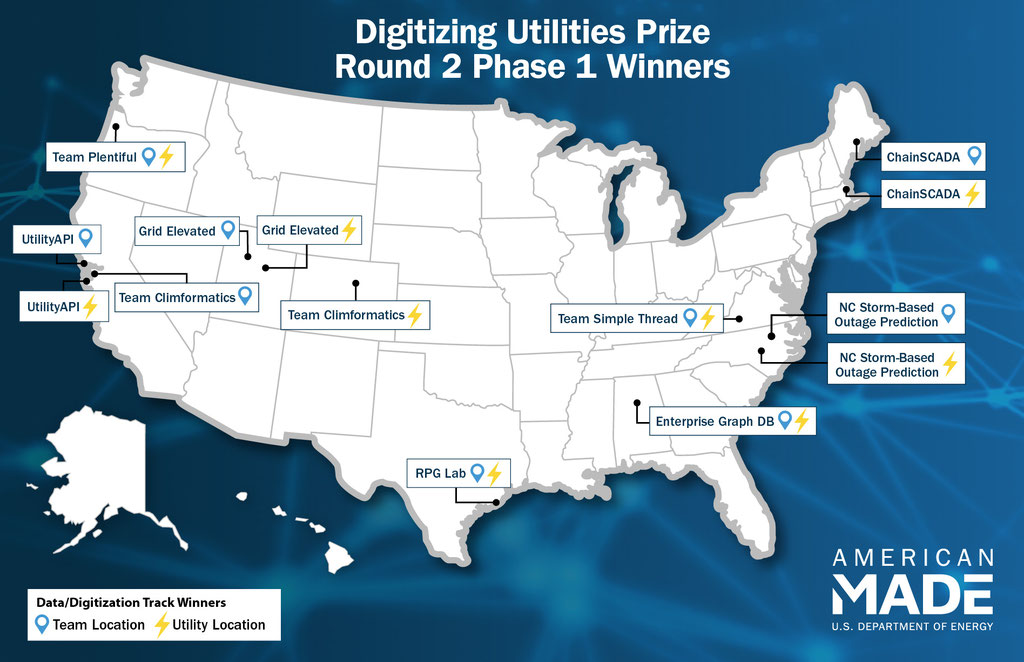 Digitizing Utilities Prize
Round 2 Phase 1 Winners
Team Plentiful
ChainSCADA
ChainSCADA
UtilityAPI
Grid Elevated
Grid Elevated
UtilityAPI
Team Climformatics
Team Climformatics
Team Simple Thread
NC Storm-Based
Outage Prediction
NC Storm-Based
Outage Prediction
Enterprise Graph DB
RPG Lab
Data/Digitization Track Winners
Team Location
Utility Location
AMERICAN
MADE
U.S. DEPARTMENT OF ENERGY